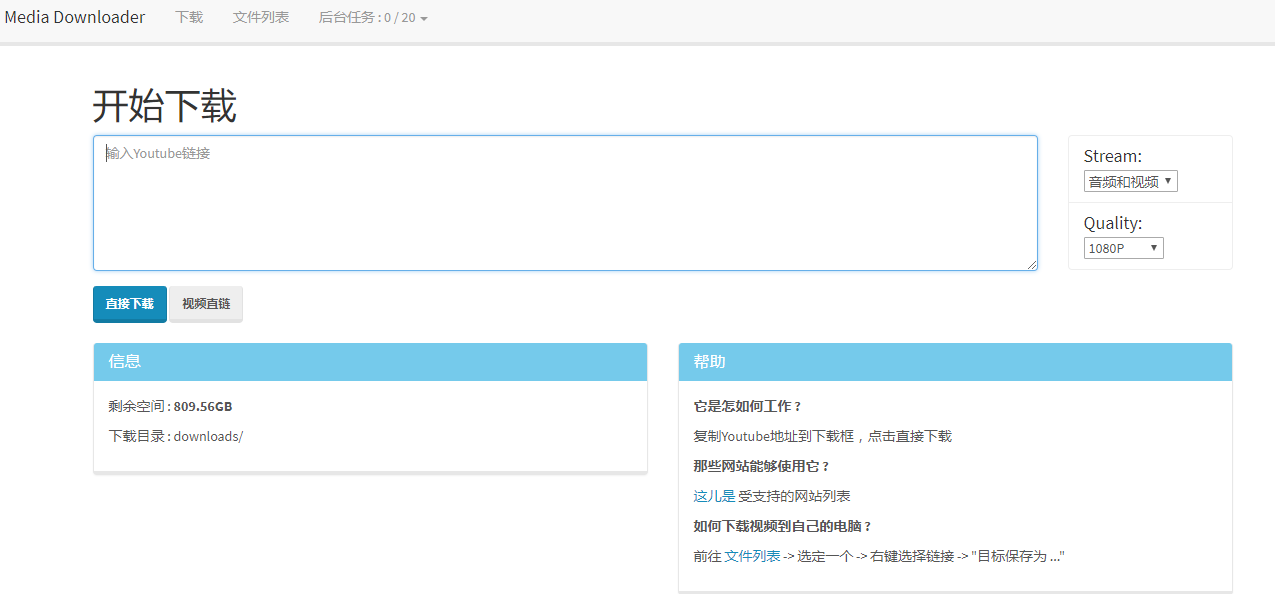 Media Downloader 下载 文件列表 后台任务 : 0 / 20
开始下载
输入Youtube链接
Stream:
音频和视频
Quality:
1080P
直接下载 视频直链
信息
剩余空间 : 809.56GB
下载目录 : downloads/
帮助
它是怎如何工作 ?
复制Youtube地址到下载框，点击直接下载
那些网站能够使用它 ?
这儿是 受支持的网站列表
如何下载视频到自己的电脑 ?
前往 文件列表 -> 选定一个 -> 右键选择链接 -> "目标保存为 ..."